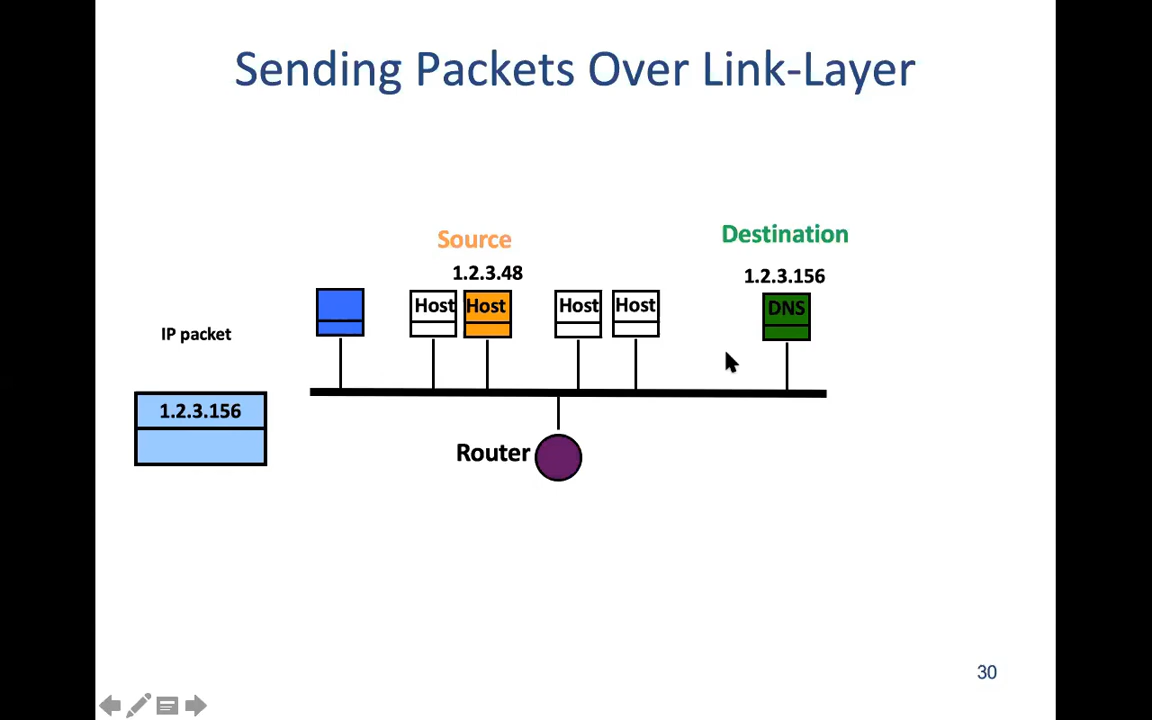 Sending Packets Over Link-Layer
Source
Destination
1.2.3.48
1.2.3.156
Host
Host
Host
Host
DNS
IP packet
1.2.3.156
Router
30